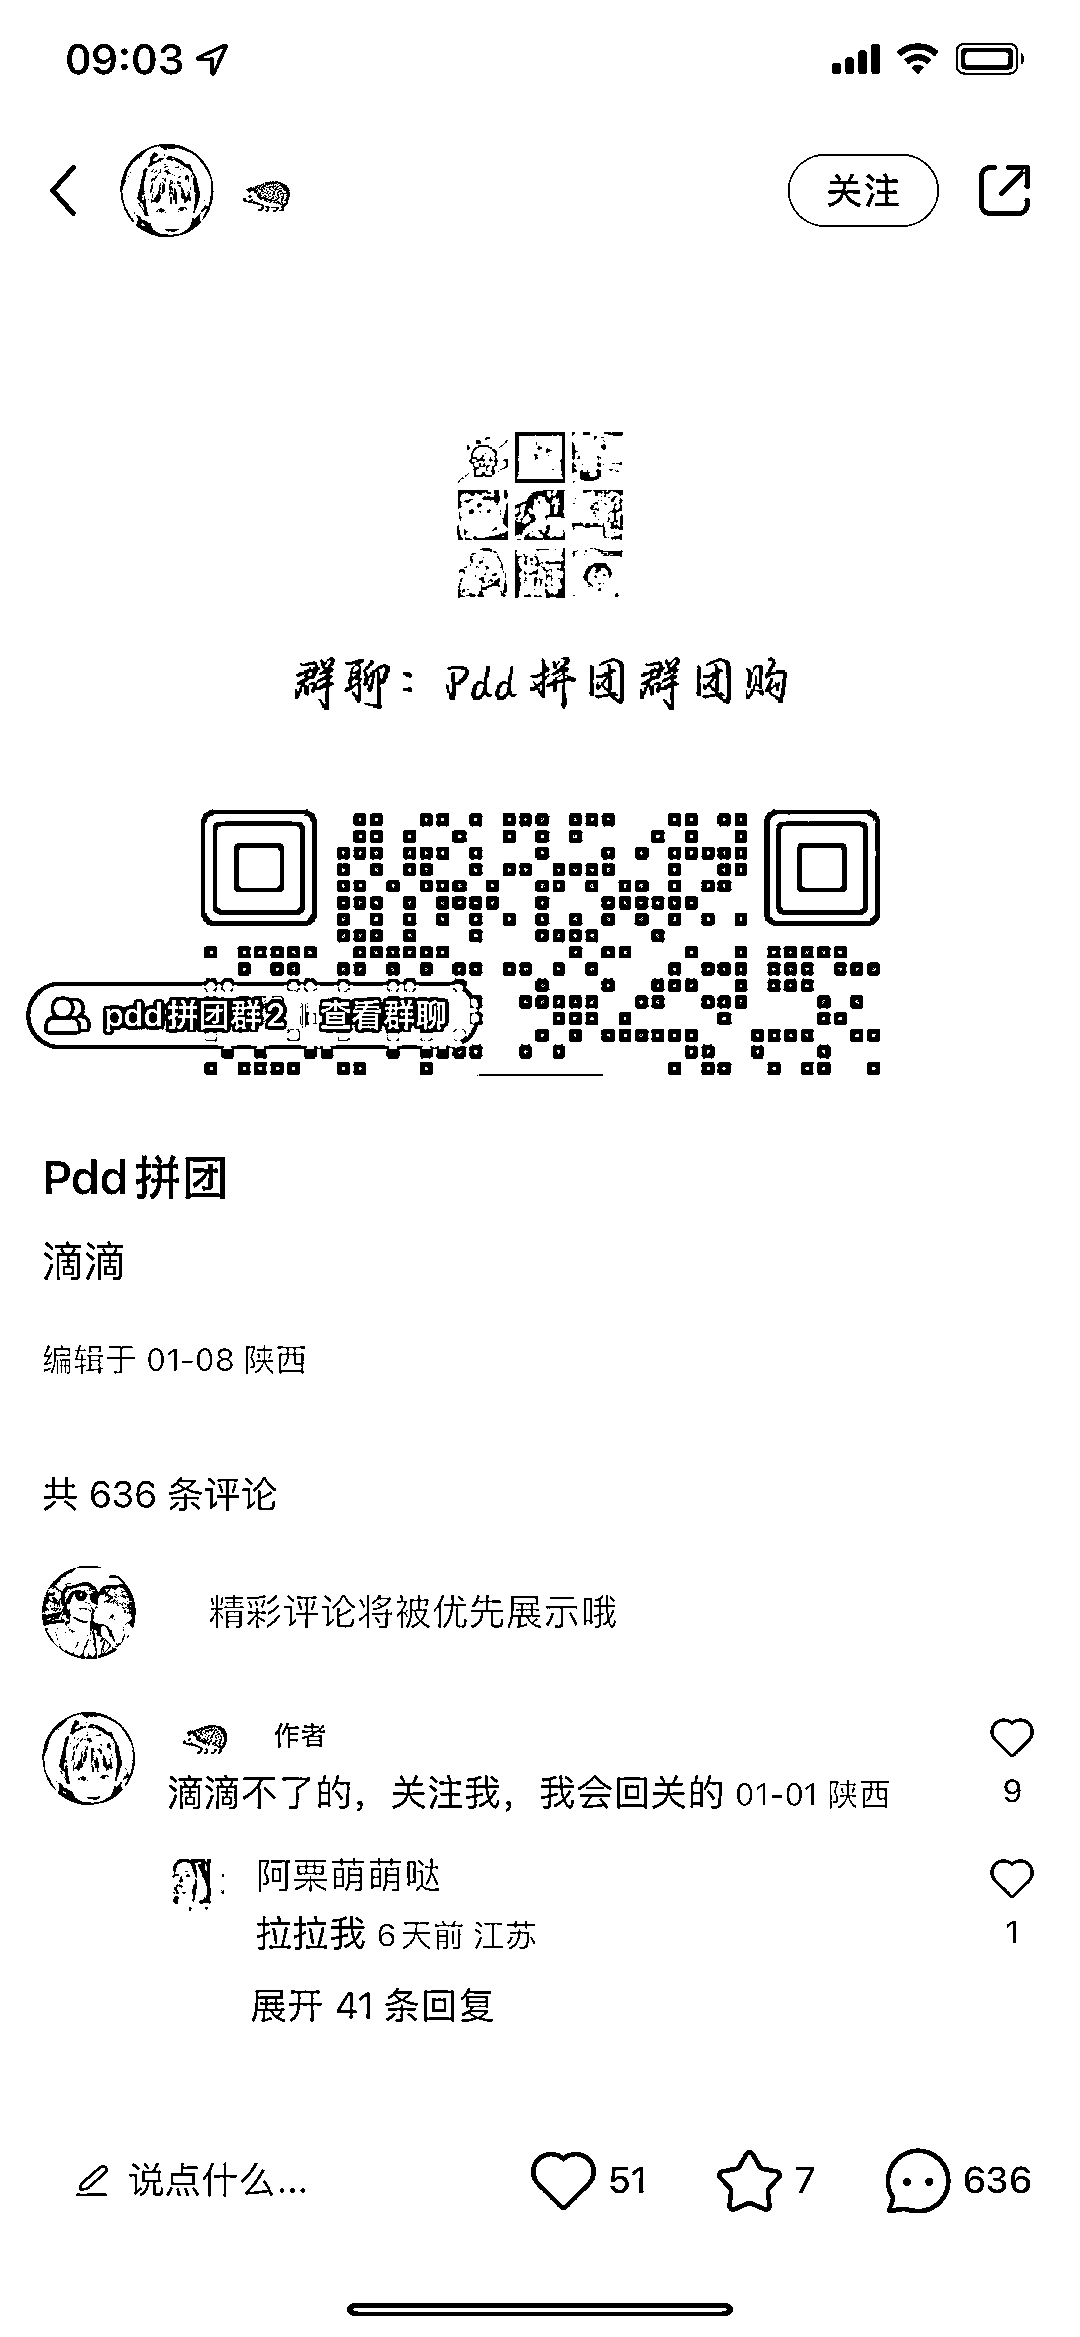 09:03
关注
群聊：Pdd拼团群团购
pdd拼团群2 | 查看群聊
Pdd拼团
滴滴
编辑于 01-08 陕西
共 636 条评论
精彩评论将被优先展示哦
作者
滴滴不了的，关注我，我会回关的 01-01 陕西
9
阿栗萌萌哒
拉拉我 6天前 江苏
1
展开 41 条回复
说点什么...
51
7
636